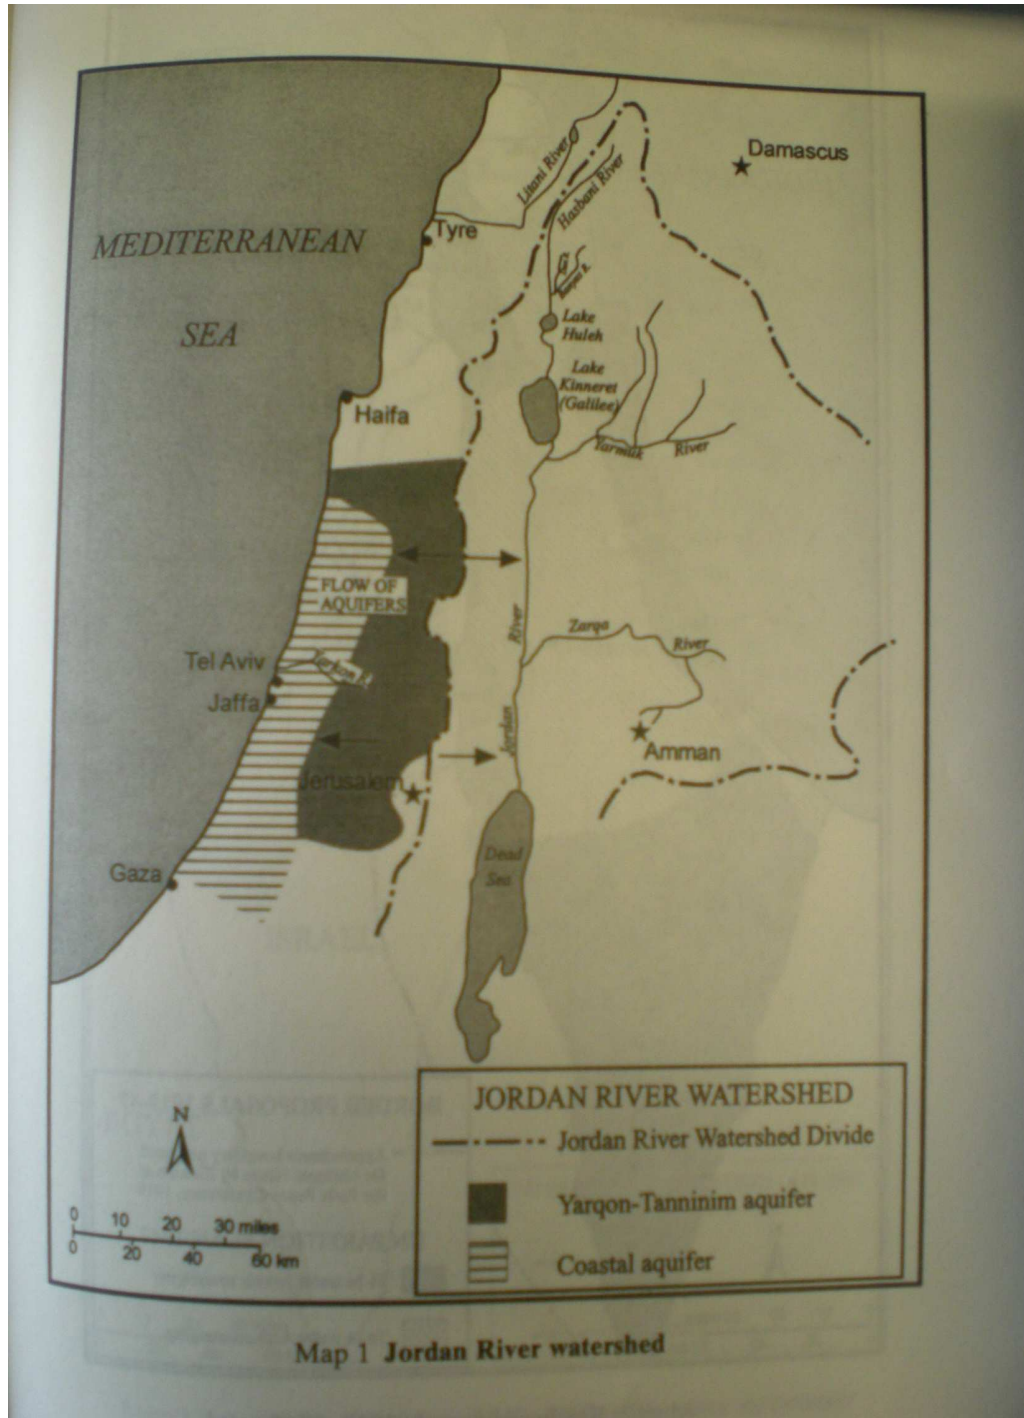 Damascus
Litani River
Hasbani River
Tyre
MEDITERRANEAN
SEA
Lake
Huleh
Lake
Kinneret
(Galilee)
Haifa
Yarmuk River
FLOW OF
AQUIFERS
Zarqa River
Jordan River
Tel Aviv
Yarkon R.
Jaffa
Amman
Jerusalem
Dead
Sea
Gaza
JORDAN RIVER WATERSHED
Jordan River Watershed Divide
Yarqon-Tanninim aquifer
Coastal aquifer
N
0 10 20 30 miles
0 20 40 60 km
Map 1 Jordan River watershed